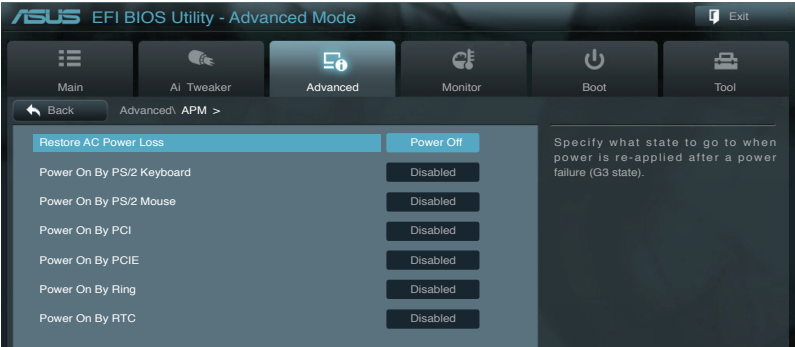 ASUS EFI BIOS Utility - Advanced Mode
Exit
Main
Ai Tweaker
Advanced
Monitor
Boot
Tool
Back
Advanced\ APM >
Restore AC Power Loss Power Off
Power On By PS/2 Keyboard Disabled
Power On By PS/2 Mouse Disabled
Power On By PCI Disabled
Power On By PCIE Disabled
Power On By Ring Disabled
Power On By RTC Disabled
Specify what state to go to when
power is re-applied after a power
failure (G3 state).